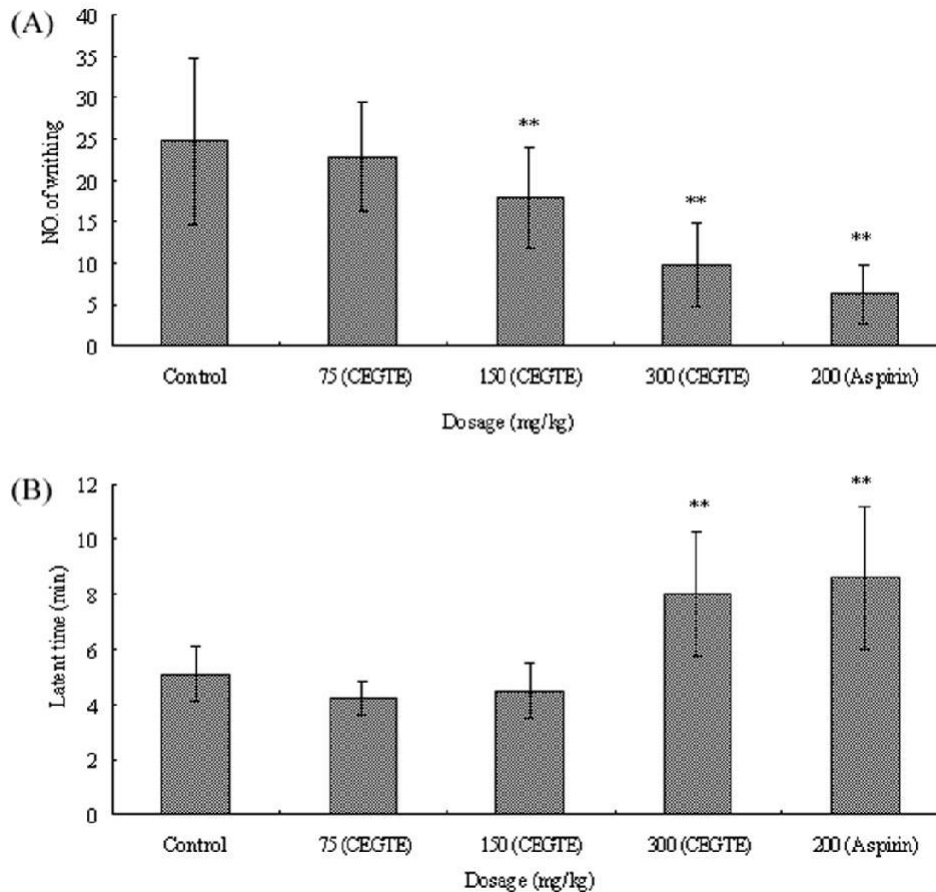 (A)
40
35
30
25
20
15
10
5
0
NO. of writhing
**
**
**
Control 75 (CEGTE) 150 (CEGTE) 300 (CEGTE) 200 (Aspirin)
Dosage (mg/kg)
(B)
12
10
8
6
4
2
0
Latent time (min)
**
**
Control 75 (CEGTE) 150 (CEGTE) 300 (CEGTE) 200 (Aspirin)
Dosage (mg/kg)